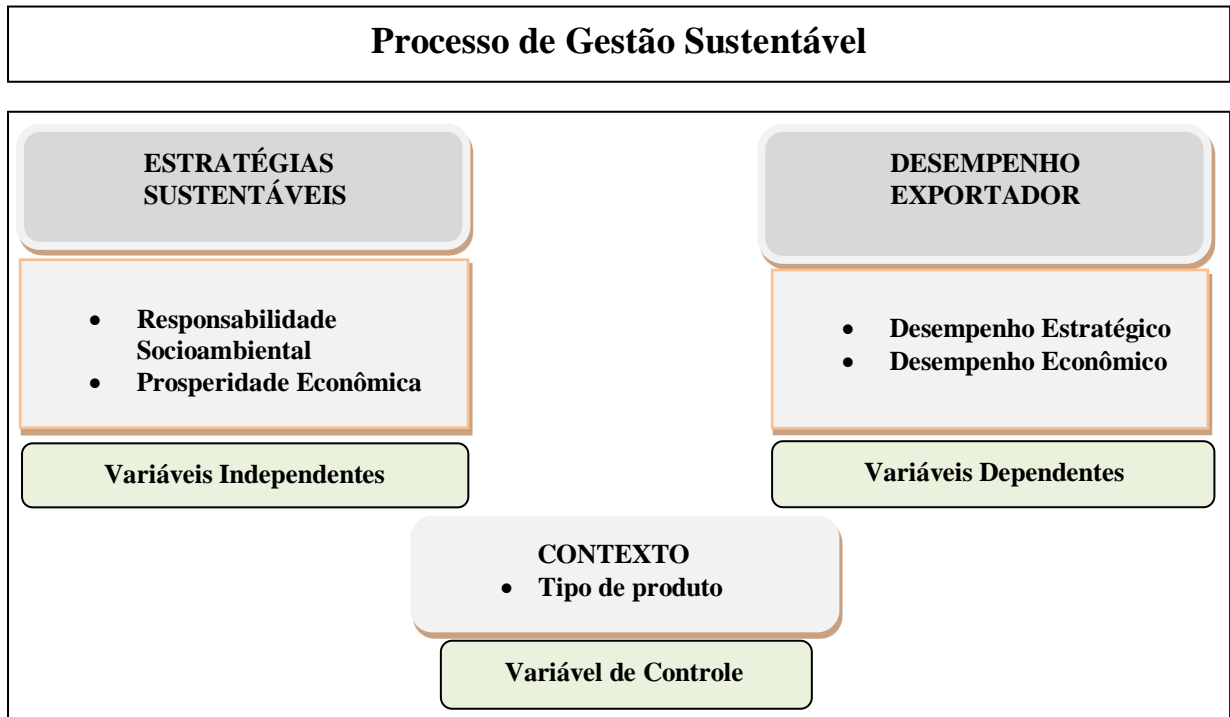 Processo de Gestão Sustentável
ESTRATÉGIAS
SUSTENTÁVEIS
• Responsabilidade
Socioambiental
• Prosperidade Econômica
Variáveis Independentes
DESEMPENHO
EXPORTADOR
• Desempenho Estratégico
• Desempenho Econômico
Variáveis Dependentes
CONTEXTO
• Tipo de produto
Variável de Controle